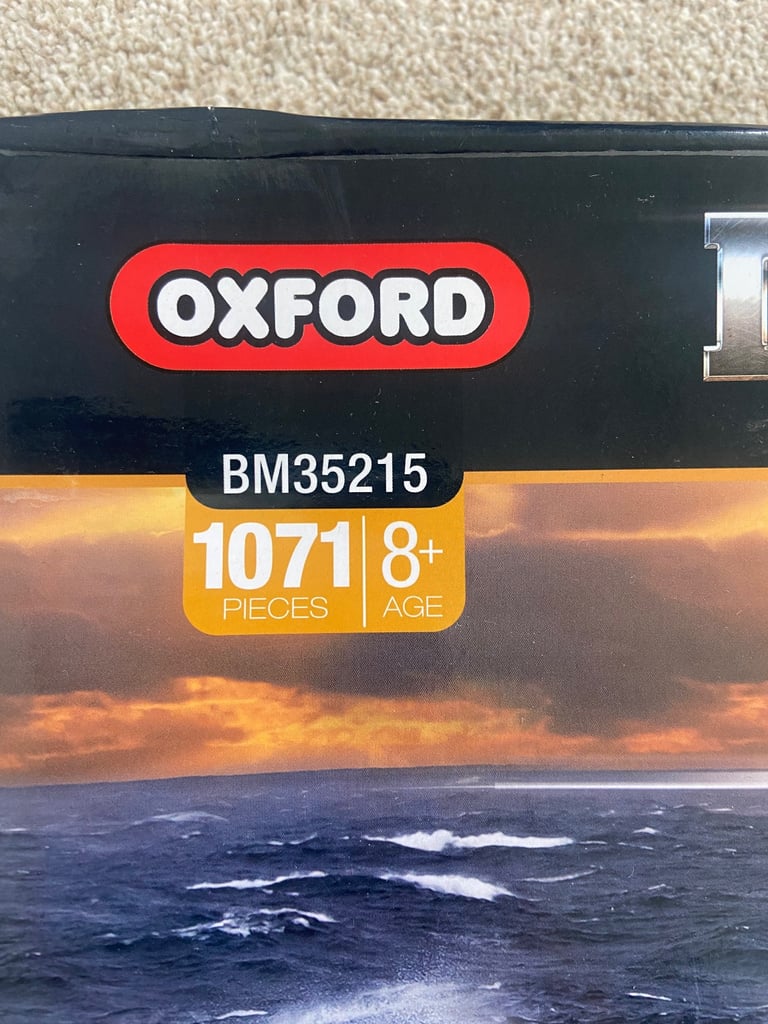 OXFORD
BM35215
1071 8+
PIECES AGE